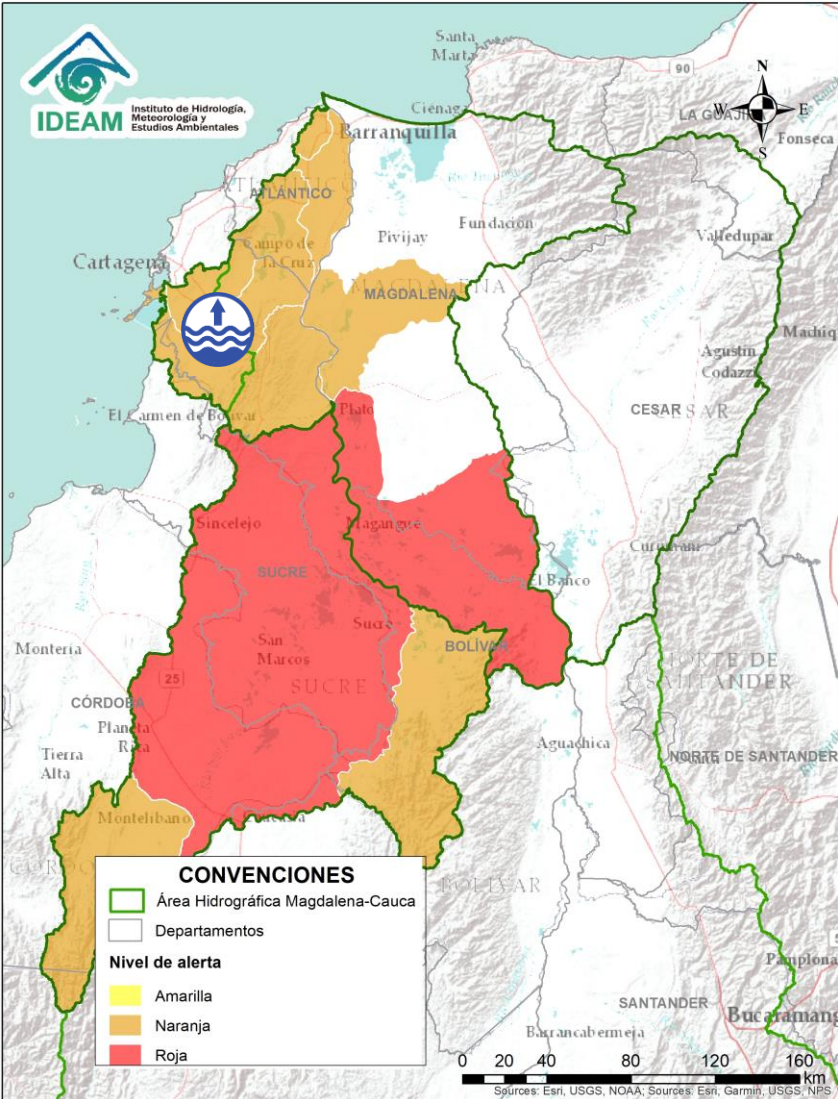 IDEAM
Instituto de Hidrología,
Meteorología y
Estudios Ambientales
Santa
Marta
90
N
W
E
S
Ciénaga
LA GUAJIRA
Barranquilla
Fonseca
ATLÁNTICO
Pivijay
Fundación
Valledupar
Campo de
la Cruz
Cartagena
MAGDALENA
MAGDALENA
Machiq
Agustín
Codazzi
El Carmen de Bolívar
Plato
CESAR
CESAR
Sincelejo
Magangué
Curumaní
SUCRE
El Banco
Sucre
Montería
San
Marcos
BOLÍVAR
NORTE DE
SANTANDER
25
SUCRE
CÓRDOBA
Planeta
Rica
Aguachica
Tierra
Alta
NORTE DE SANTANDER
Montelíbano
BOLÍVAR
CONVENCIONES
Área Hidrográfica Magdalena-Cauca
Departamentos
Nivel de alerta
Amarilla
Naranja
Roja
Pamplona
SANTANDER
Bucaramang
Barrancabermeja
0 20 40 80 120 160
km
Sources: Esri, USGS, NOAA; Sources: Esri, Garmin, USGS, NPS